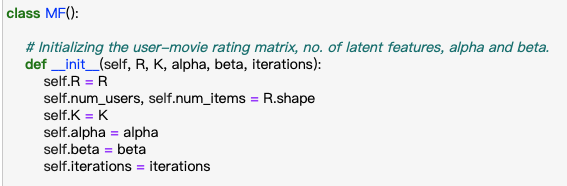 class MF():
# Initializing the user-movie rating matrix, no. of latent features, alpha and beta.
def __init__(self, R, K, alpha, beta, iterations):
self.R = R
self.num_users, self.num_items = R.shape
self.K = K
self.alpha = alpha
self.beta = beta
self.iterations = iterations